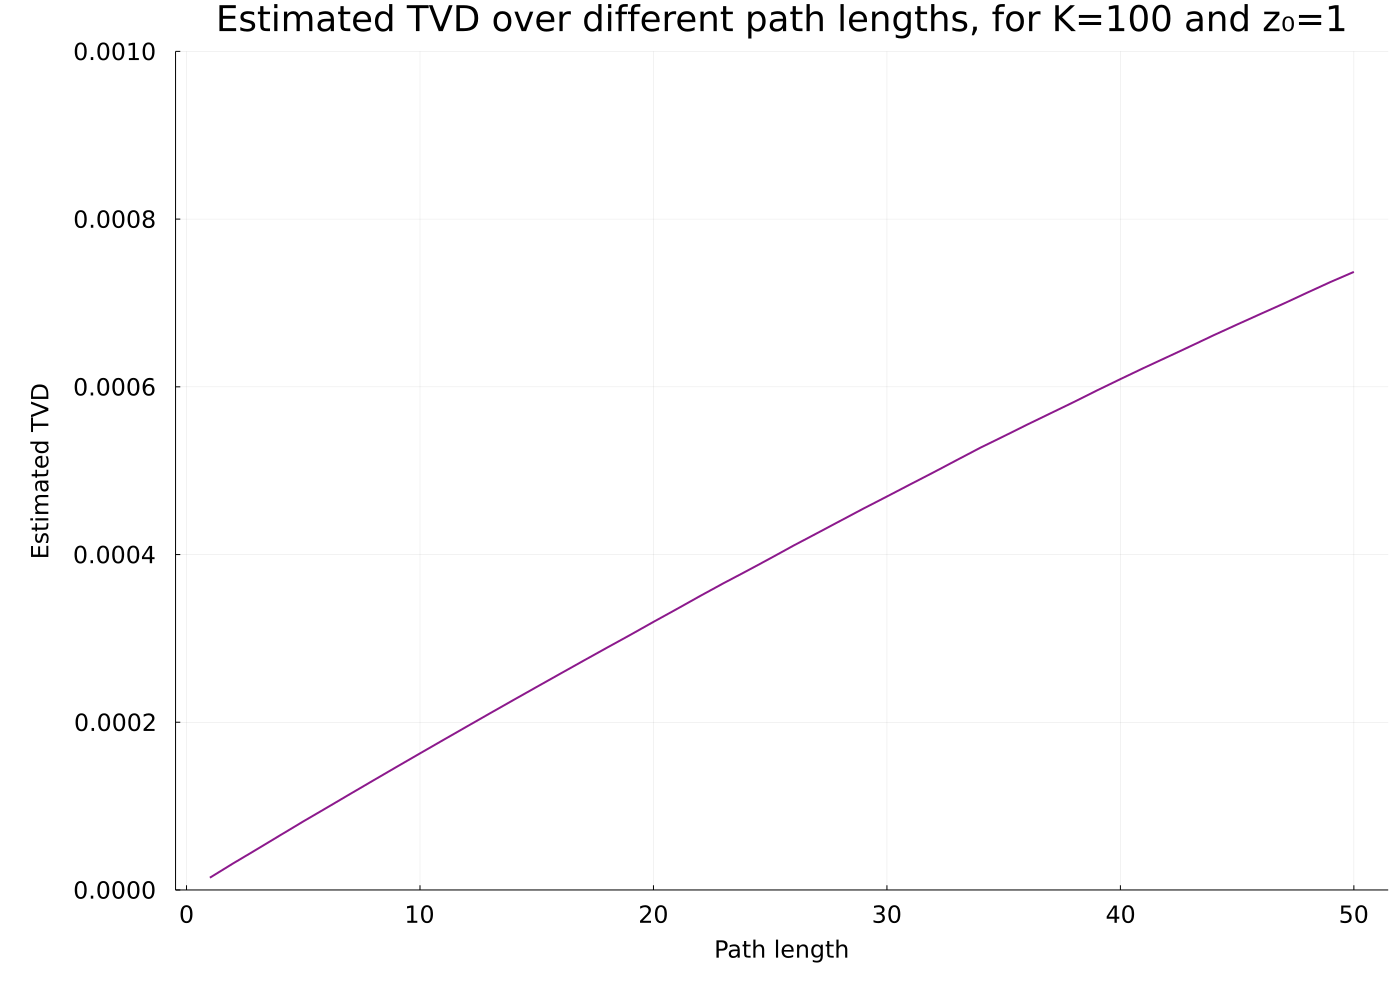 Estimated TVD over different path lengths, for K=100 and z₀=1
0.0010
0.0008
0.0006
0.0004
0.0002
0.0000
Estimated TVD
0 10 20 30 40 50
Path length